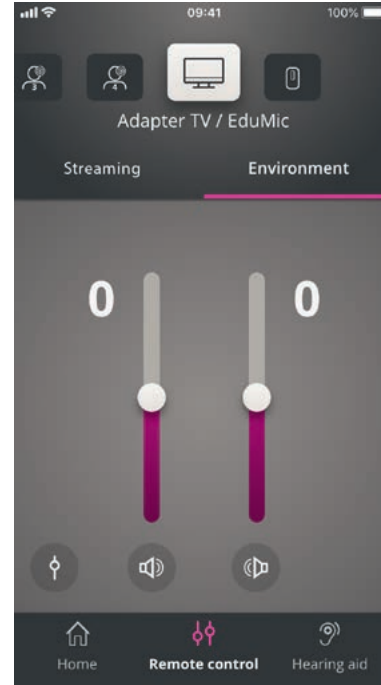 09:41 100%
Adapter TV / EduMic
Streaming Environment
0 0
Home Remote control Hearing aid